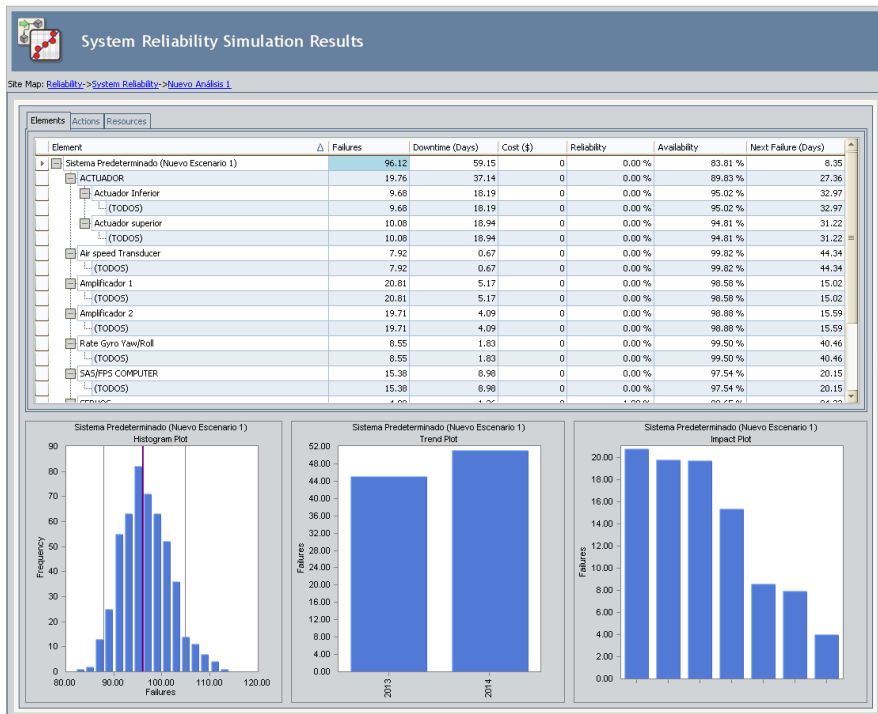 System Reliability Simulation Results
Site Map: Reliability->System Reliability->Nuevo Análisis 1
Elements Actions Resources
Element Failures Downtime (Days) Cost ($) Reliability Availability Next Failure (Days)
Sistema Predeterminado (Nuevo Escenario 1) 96.12 59.15 0 0.00 % 83.81 % 8.35
ACTUADOR 19.76 37.14 0 0.00 % 89.83 % 27.36
Actuador Inferior 9.68 18.19 0 0.00 % 95.02 % 32.97
(TODOS) 9.68 18.19 0 0.00 % 95.02 % 32.97
Actuador superior 10.08 18.94 0 0.00 % 94.81 % 31.22
(TODOS) 10.08 18.94 0 0.00 % 94.81 % 31.22
Air speed Transducer 7.92 0.67 0 0.00 % 99.82 % 44.34
(TODOS) 7.92 0.67 0 0.00 % 99.82 % 44.34
Amplificador 1 20.81 5.17 0 0.00 % 98.58 % 15.02
(TODOS) 20.81 5.17 0 0.00 % 98.58 % 15.02
Amplificador 2 19.71 4.09 0 0.00 % 98.88 % 15.59
(TODOS) 19.71 4.09 0 0.00 % 98.88 % 15.59
Rate Gyro Yaw/Roll 8.55 1.83 0 0.00 % 99.50 % 40.46
(TODOS) 8.55 1.83 0 0.00 % 99.50 % 40.46
SAS/FPS COMPUTER 15.38 8.98 0 0.00 % 97.54 % 20.15
(TODOS) 15.38 8.98 0 0.00 % 97.54 % 20.15
Sistema Predeterminado (Nuevo Escenario 1)
Histogram Plot
90
80
70
60
50
40
30
20
10
0
Frequency
80.00 90.00 100.00 110.00 120.00
Failures
Sistema Predeterminado (Nuevo Escenario 1)
Trend Plot
52.00
48.00
44.00
40.00
36.00
32.00
28.00
24.00
20.00
16.00
12.00
8.00
4.00
0.00
Failures
2013 2014
Sistema Predeterminado (Nuevo Escenario 1)
Impact Plot
20.00
18.00
16.00
14.00
12.00
10.00
8.00
6.00
4.00
2.00
0.00
Failures